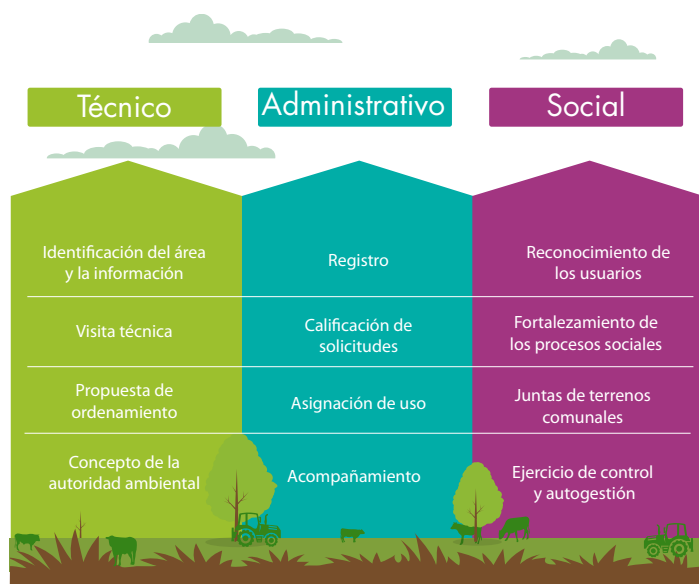 Técnico
Identificación del área
y la información
Visita técnica
Propuesta de
ordenamiento
Concepto de la
autoridad ambiental
Administrativo
Registro
Calificación de
solicitudes
Asignación de uso
Acompañamiento
Social
Reconocimiento de
los usuarios
Fortalezamiento de
los procesos sociales
Juntas de terrenos
comunales
Ejercicio de control
y autogestión